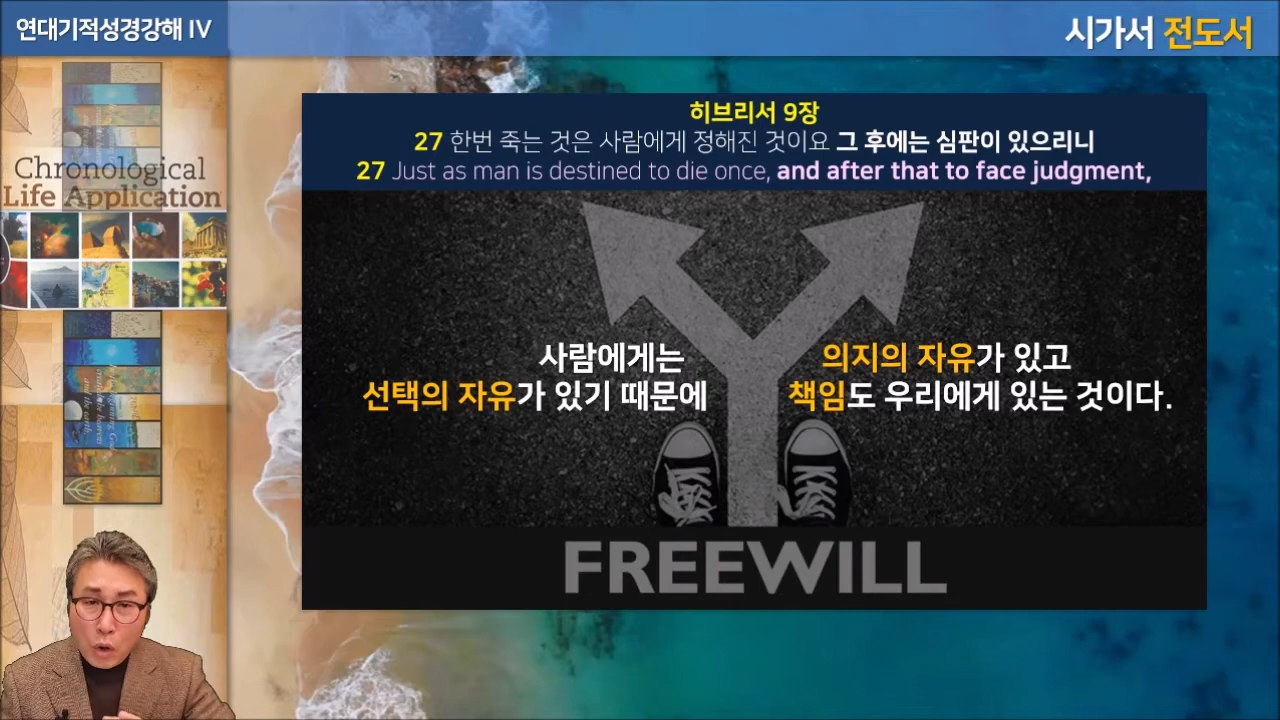 연대기적성경강해 IV
시가서 전도서
Chronological
Life Application
히브리서 9장
27 한번 죽는 것은 사람에게 정해진 것이요 그 후에는 심판이 있으리니
27 Just as man is destined to die once, and after that to face judgment,
사람에게는
선택의 자유가 있기 때문에
의지의 자유가 있고
책임도 우리에게 있는 것이다.
FREEWILL